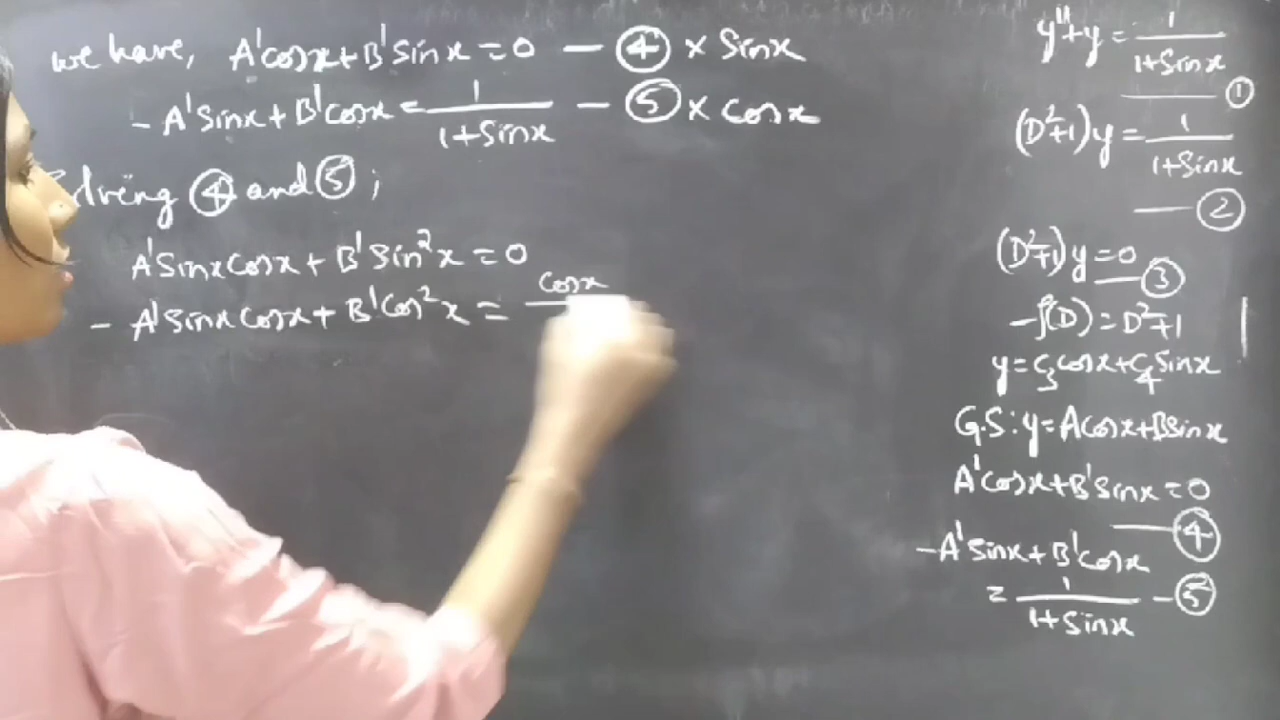 we have, A'cosx+B'sinx=0 — ④ × sinx
-A'sinx+B'cosx= 1/(1+sinx) — ⑤ × cosx
solving ④ and ⑤;
A'sinxcosx+B'sin²x=0
-A'sinxcosx+B'cos²x= cosx
y''+y= 1/(1+sinx)
— ①
(D²+1)y= 1/(1+sinx)
— ②
(D²+1)y=0
— ③
f(D)=D²+1
y=C₃cosx+C₄sinx
G.S: y=Acosx+Bsinx
A'cosx+B'sinx=0
— ④
-A'sinx+B'cosx
= 1/(1+sinx) — ⑤